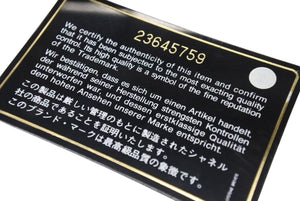 23645759
We certify the authenticity of this item and confirm
that it has been subjected to the most exacting quality
control. Its high quality is a symbol of the fine reputation
of the Trademark.
Wir bestätigen, dass es sich um einen Artikel handelt,
der während seiner Herstellung strengsten Kontrollen
unterworfen war, und dessen erstklassige Qualität
dem hohen Ansehen unserer Marke entspricht.
この製品は厳しい管理のもとに製造されたシャネル
社の商品であることを証明いたします。
このブランド・マークは最高級品質の象徴です。